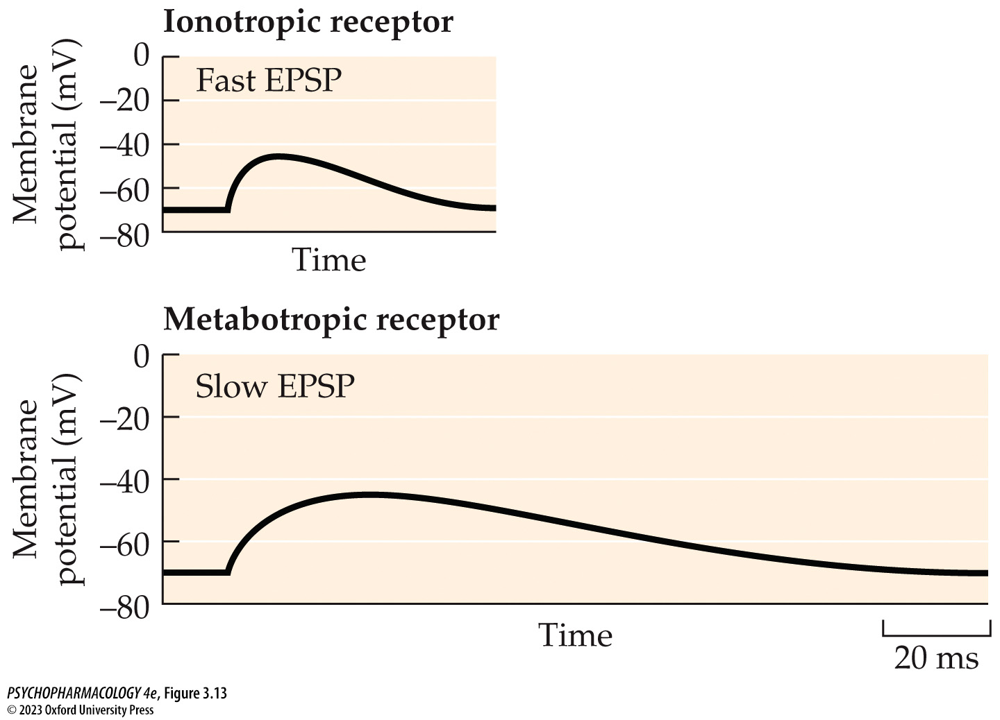 Ionotropic receptor
Membrane
potential (mV)
0
Fast EPSP
–20
–40
–60
–80
Time
Metabotropic receptor
Membrane
potential (mV)
0
Slow EPSP
–20
–40
–60
–80
Time
20 ms
PSYCHOPHARMACOLOGY 4e, Figure 3.13
© 2023 Oxford University Press